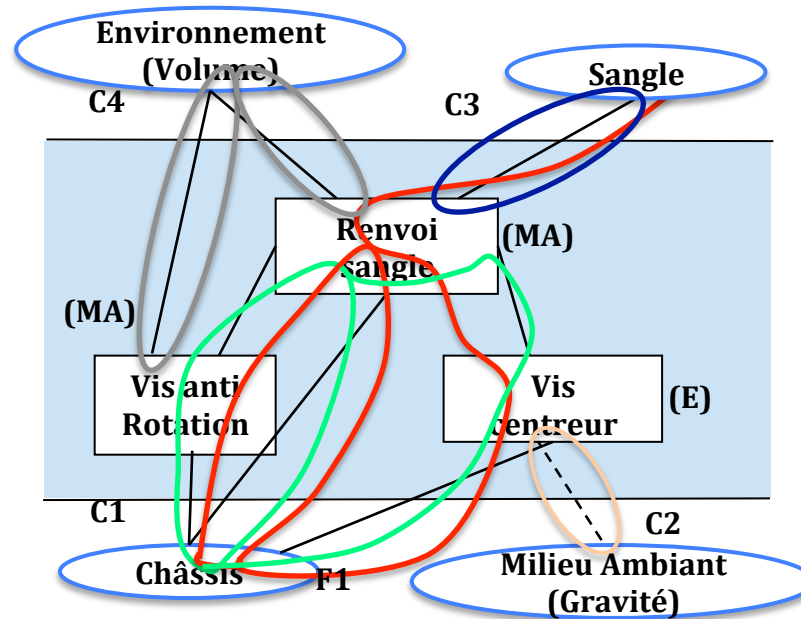 Environnement
(Volume)
Sangle
C4
C3
Renvoi
sangle
(MA)
(MA)
Vis anti
Rotation
Vis
centreur
(E)
C1
C2
Châssis
F1
Milieu Ambiant
(Gravité)